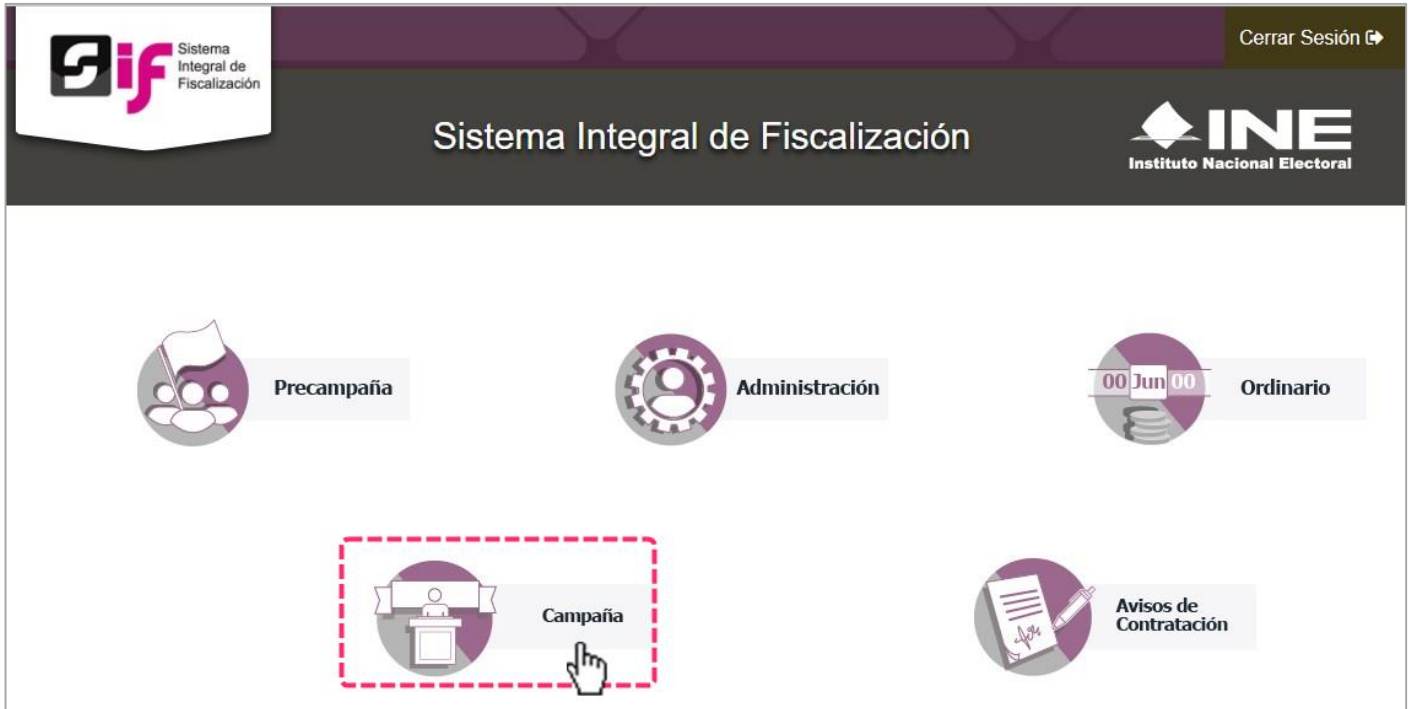 Sif
Sistema
Integral de
Fiscalización
Cerrar Sesión
Sistema Integral de Fiscalización
INE
Instituto Nacional Electoral
Precampaña
Administración
00 Jun 00
Ordinario
Campaña
Avisos de
Contratación